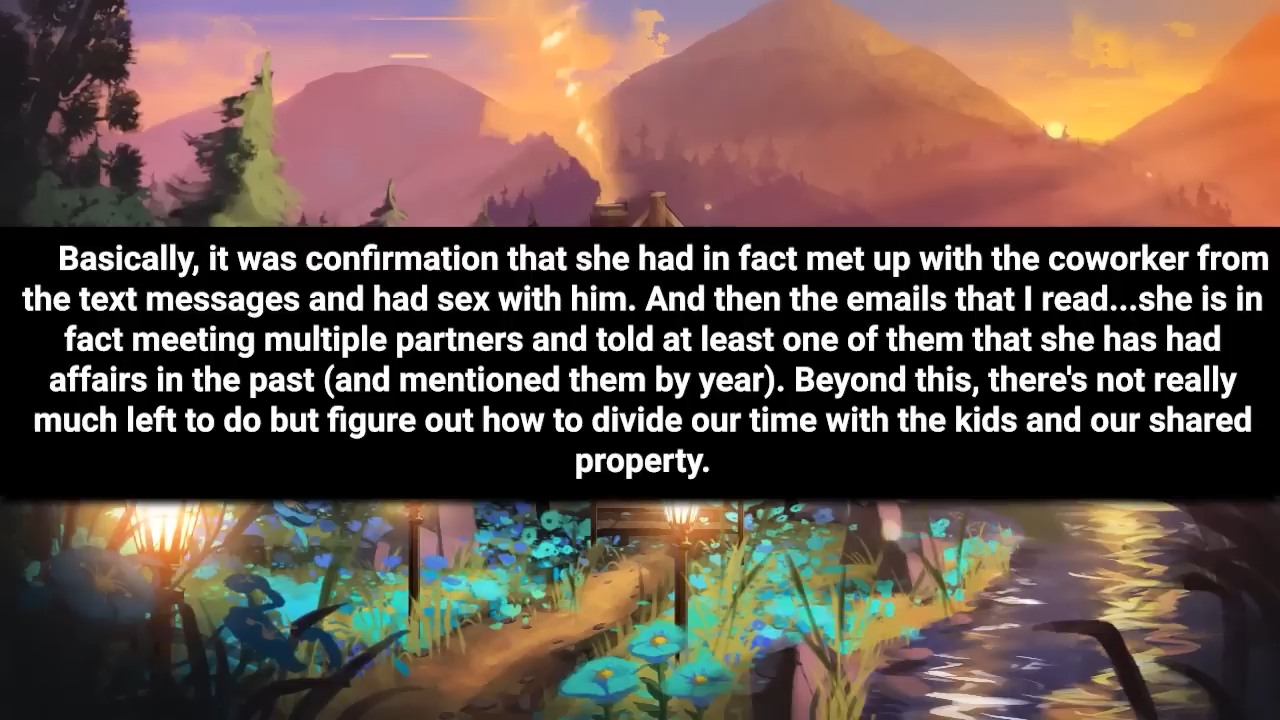 Basically, it was confirmation that she had in fact met up with the coworker from
the text messages and had sex with him. And then the emails that I read...she is in
fact meeting multiple partners and told at least one of them that she has had
affairs in the past (and mentioned them by year). Beyond this, there's not really
much left to do but figure out how to divide our time with the kids and our shared
property.